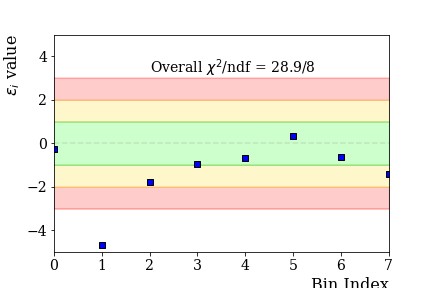 ε_i value
4
2
0
−2
−4
Overall χ²/ndf = 28.9/8
0 1 2 3 4 5 6 7
Bin Index